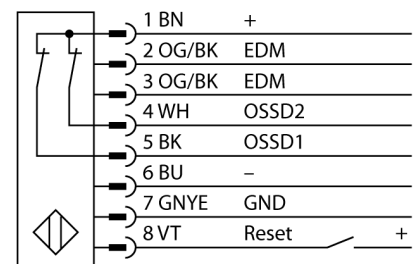 1 BN +
2 OG/BK EDM
3 OG/BK EDM
4 WH OSSD2
5 BK OSSD1
6 BU –
7 GNYE GND
8 VT Reset +